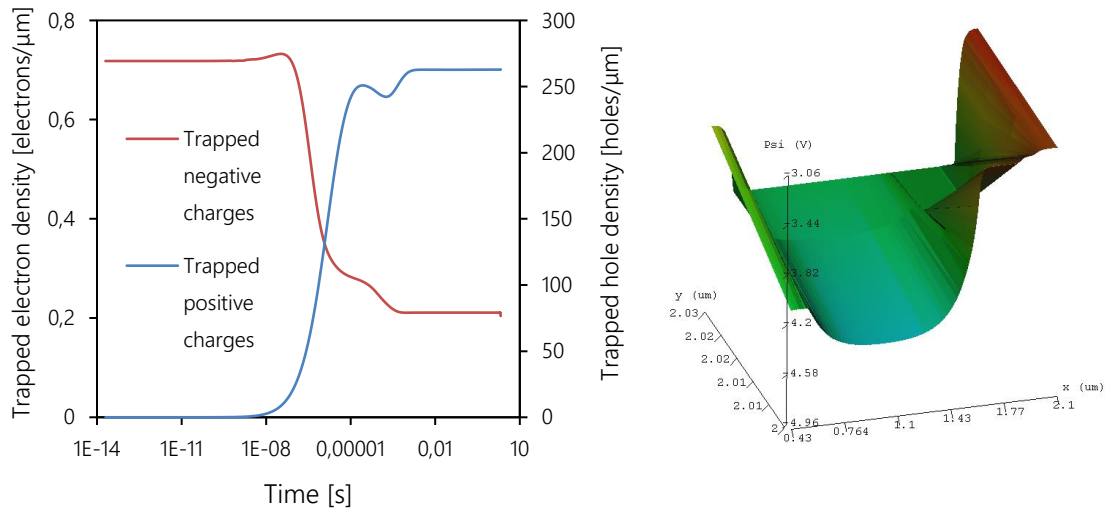 Trapped electron density [electrons/µm]
0,8
0,6
0,4
0,2
0
Trapped
negative
charges
Trapped
positive
charges
300
250
200
150
100
50
0
Trapped hole density [holes/µm]
1E-14
1E-11
1E-08
0,00001
0,01
10
Time [s]
Psi (V)
-3.06
-3.44
-3.82
-4.2
-4.58
-4.96
y (um)
2.03
2.02
2.02
2.01
2.01
2
x (um)
0.43
0.764
1.1
1.43
1.77
2.1